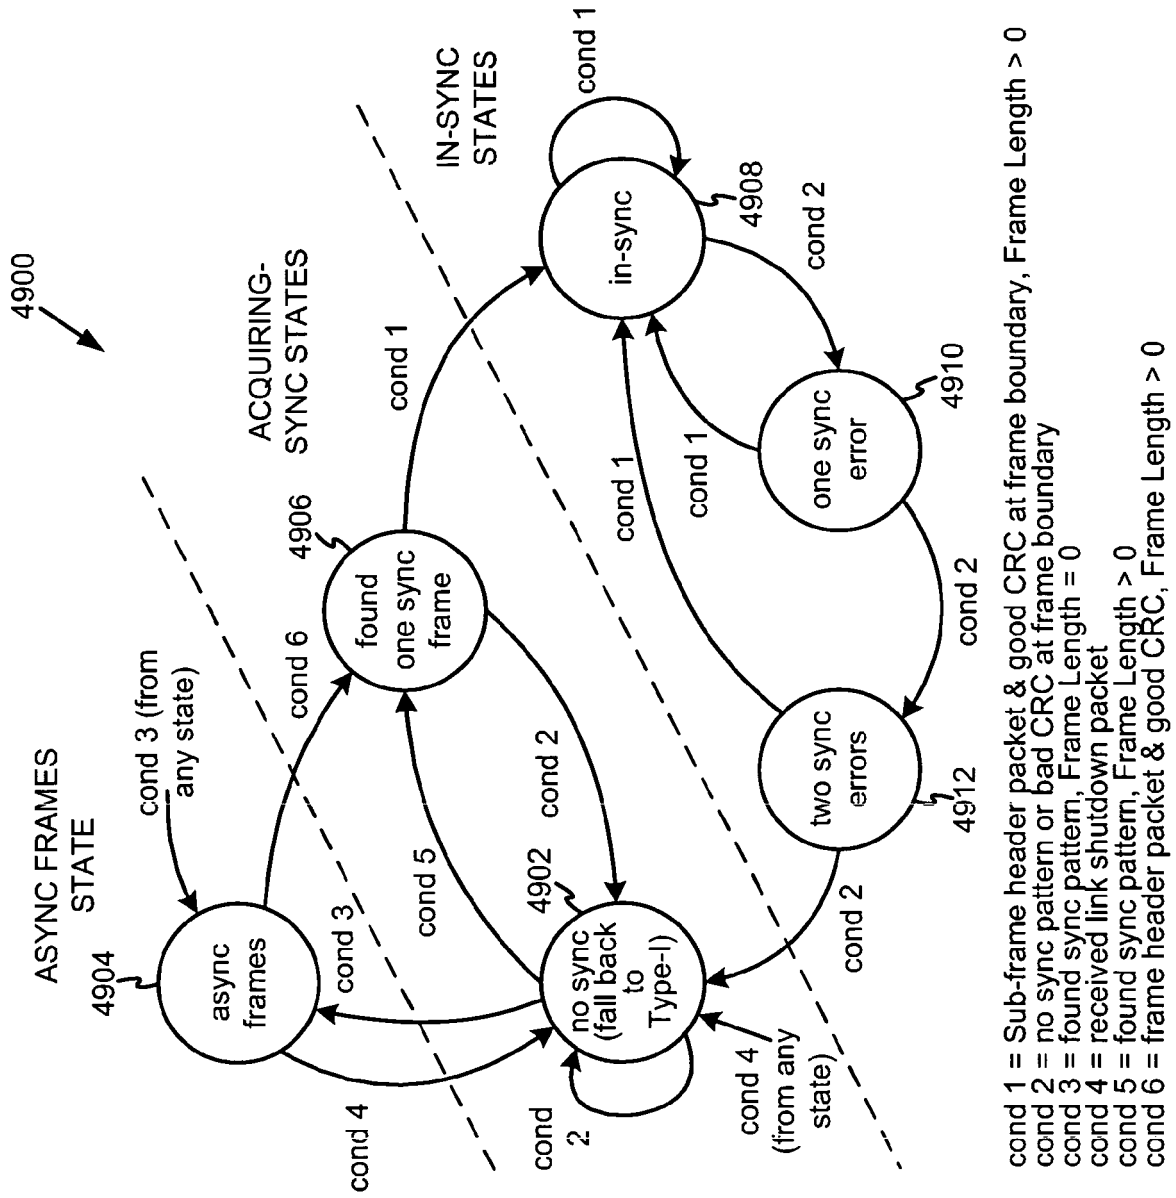 4900
ASYNC FRAMES
STATE
ACQUIRING-
SYNC STATES
IN-SYNC
STATES
4904
async
frames
cond 3 (from
any state)
cond 6
4906
found
one sync
frame
cond 1
cond 4
cond 3
cond 5
cond 2
4902
no sync
(fall back
to
Type-I)
cond
2
cond 4
(from any
state)
cond 2
in-sync
cond 1
4908
cond 2
cond 1
cond 1
one sync
error
4910
cond 2
two sync
errors
4912
cond 1 = Sub-frame header packet & good CRC at frame boundary, Frame Length > 0
cond 2 = no sync pattern or bad CRC at frame boundary
cond 3 = found sync pattern, Frame Length = 0
cond 4 = received link shutdown packet
cond 5 = found sync pattern, Frame Length > 0
cond 6 = frame header packet & good CRC, Frame Length > 0